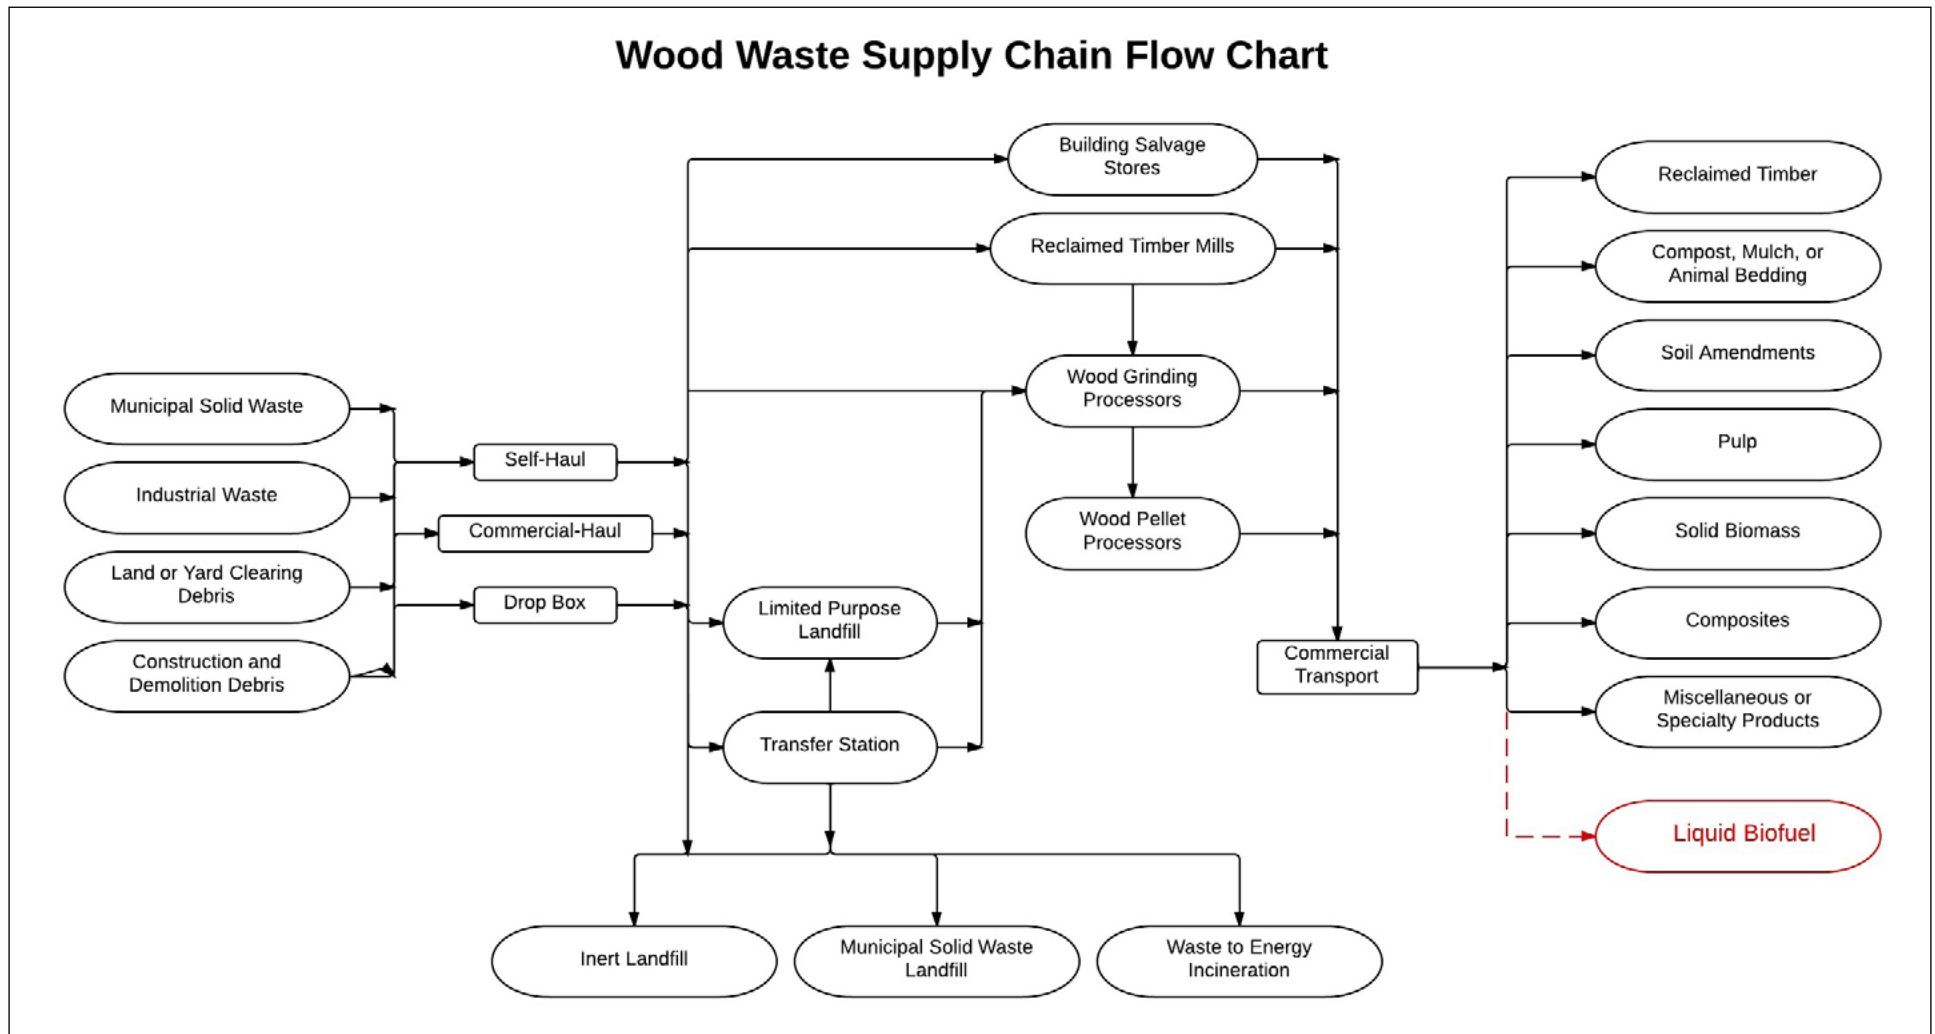 Wood Waste Supply Chain Flow Chart
Municipal Solid Waste
Industrial Waste
Land or Yard Clearing
Debris
Construction and
Demolition Debris
Self-Haul
Commercial-Haul
Drop Box
Building Salvage
Stores
Reclaimed Timber Mills
Wood Grinding
Processors
Wood Pellet
Processors
Limited Purpose
Landfill
Transfer Station
Inert Landfill
Municipal Solid Waste
Landfill
Waste to Energy
Incineration
Commercial
Transport
Reclaimed Timber
Compost, Mulch, or
Animal Bedding
Soil Amendments
Pulp
Solid Biomass
Composites
Miscellaneous or
Specialty Products
Liquid Biofuel